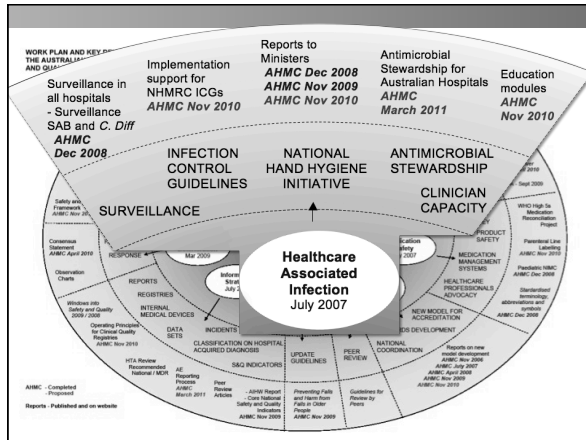 WORK PLAN AND KEY
THE AUSTRALIAN
AND
Surveillance in
all hospitals
- Surveillance
SAB and C. Diff
AHMC
Dec 2008
Implementation
support for
NHMRC ICGs
AHMC Nov 2010
Reports to
Ministers
AHMC Dec 2008
AHMC Nov 2009
AHMC Nov 2010
Antimicrobial
Stewardship for
Australian Hospitals
AHMC
March 2011
Education
modules
AHMC
Nov 2010
SURVEILLANCE
INFECTION
CONTROL
GUIDELINES
NATIONAL
HAND HYGIENE
INITIATIVE
ANTIMICROBIAL
STEWARDSHIP
CLINICIAN
CAPACITY
Healthcare
Associated
Infection
July 2007
Safety and
Framework
AHMC Nov
Consensus
Statement
AHMC April 2010
Observation
Charts
Windows into
Safety and Quality
2009 / 2008
Operating Principles
for Clinical Quality
Registries
AHMC Nov 2010
HTA Review
Recommended
National / MDR
AE
Reporting
Process
AHMC
March 2011
Peer
Review
Articles
- AIHW Report
- Core National
Safety and Quality
Indicators
AHMC Nov 2009
Preventing Falls and
Harm from
Falls in Older
People
AHMC Nov 2009
Guidelines for
Review by
Peers
Reports on new
model development
AHMC Nov 2006
AHMC July 2007
AHMC April 2008
AHMC Nov 2009
AHMC Nov 2010
Standardised
terminology,
abbreviations and
symbols
AHMC Dec 2008
Paediatric NIMC
AHMC Dec 2008
Parenteral Line
Labelling
AHMC Nov 2010
WHO High 5s
Medication
Reconciliation
Project
- Sept 2009
RESPONSE
Mar 2009
REPORTS
REGISTRIES
INTERNAL
MEDICAL DEVICES
DATA
SETS
INCIDENTS
CLASSIFICATION ON HOSPITAL
ACQUIRED DIAGNOSIS
S&Q INDICATORS
UPDATE
GUIDELINES
PEER
REVIEW
NATIONAL
COORDINATION
NEW MODEL FOR
ACCREDITATION
DEVELOPMENT
HEALTHCARE
PROFESSIONALS
ADVOCACY
MEDICATION
MANAGEMENT
SYSTEMS
PRODUCT
SAFETY
2007
AHMC - Completed
- Proposed
Reports - Published and on website